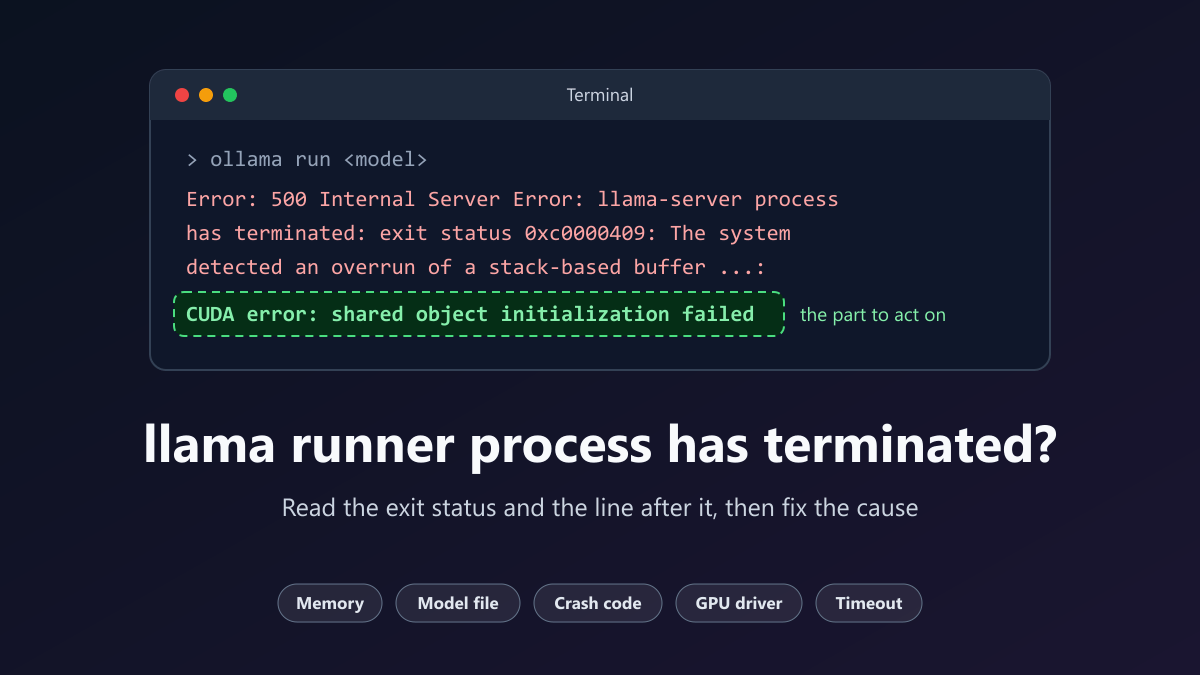 Terminal
> ollama run <model>
Error: 500 Internal Server Error: llama-server process
has terminated: exit status 0xc0000409: The system
detected an overrun of a stack-based buffer ...:
CUDA error: shared object initialization failed
the part to act on
llama runner process has terminated?
Read the exit status and the line after it, then fix the cause
Memory
Model file
Crash code
GPU driver
Timeout